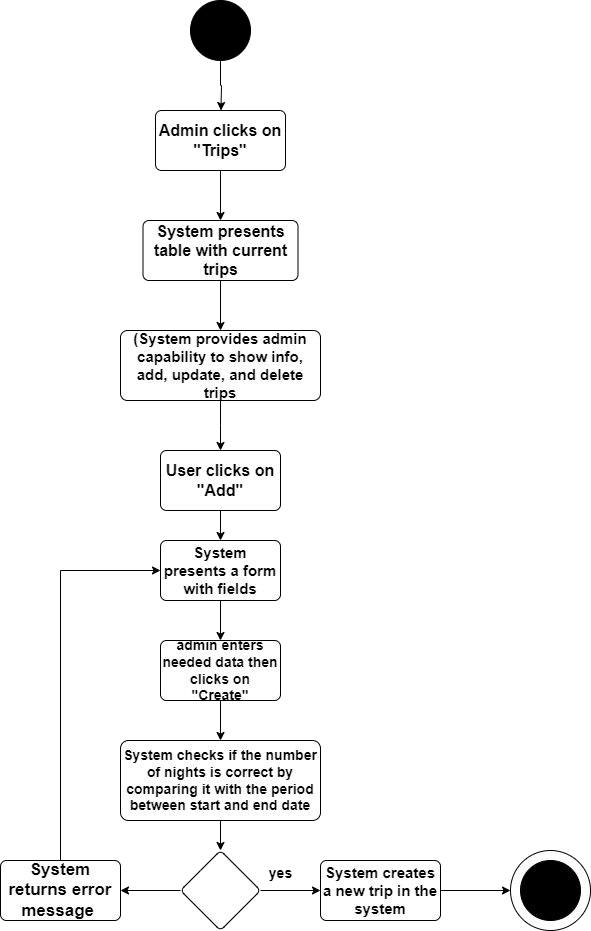 Admin clicks on
"Trips"
System presents
table with current
trips
(System provides admin
capability to show info,
add, update, and delete
trips
User clicks on
"Add"
System
presents a form
with fields
admin enters
needed data then
clicks on
"Create"
System checks if the number
of nights is correct by
comparing it with the period
between start and end date
yes
System
returns error
message
System creates
a new trip in the
system